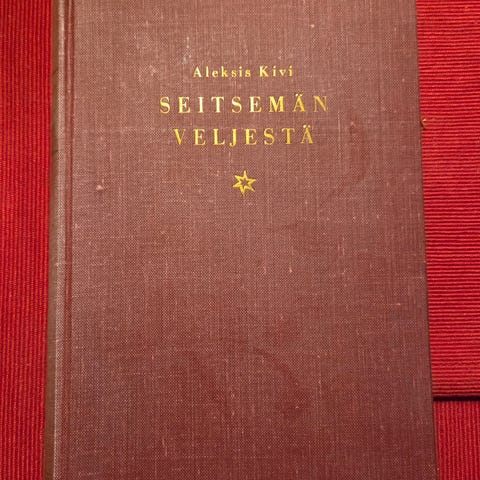 Aleksis Kivi
SEITSEMÄN
VELJESTÄ